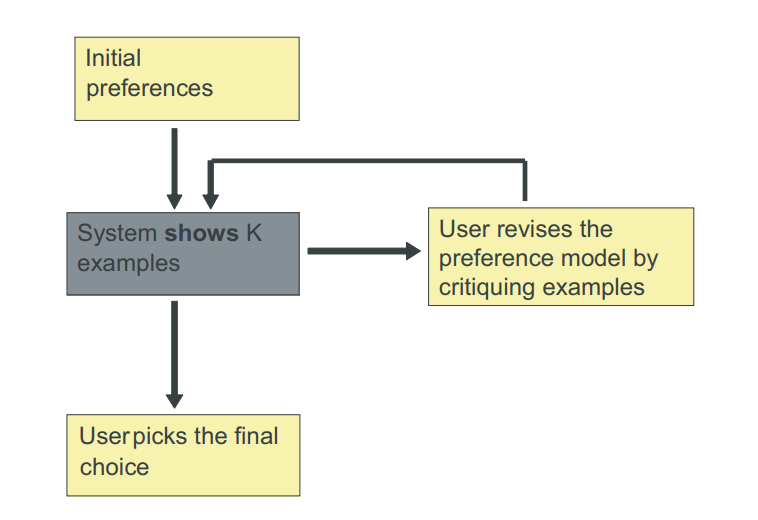 Initial
preferences
System shows K
examples
User revises the
preference model by
critiquing examples
User picks the final
choice